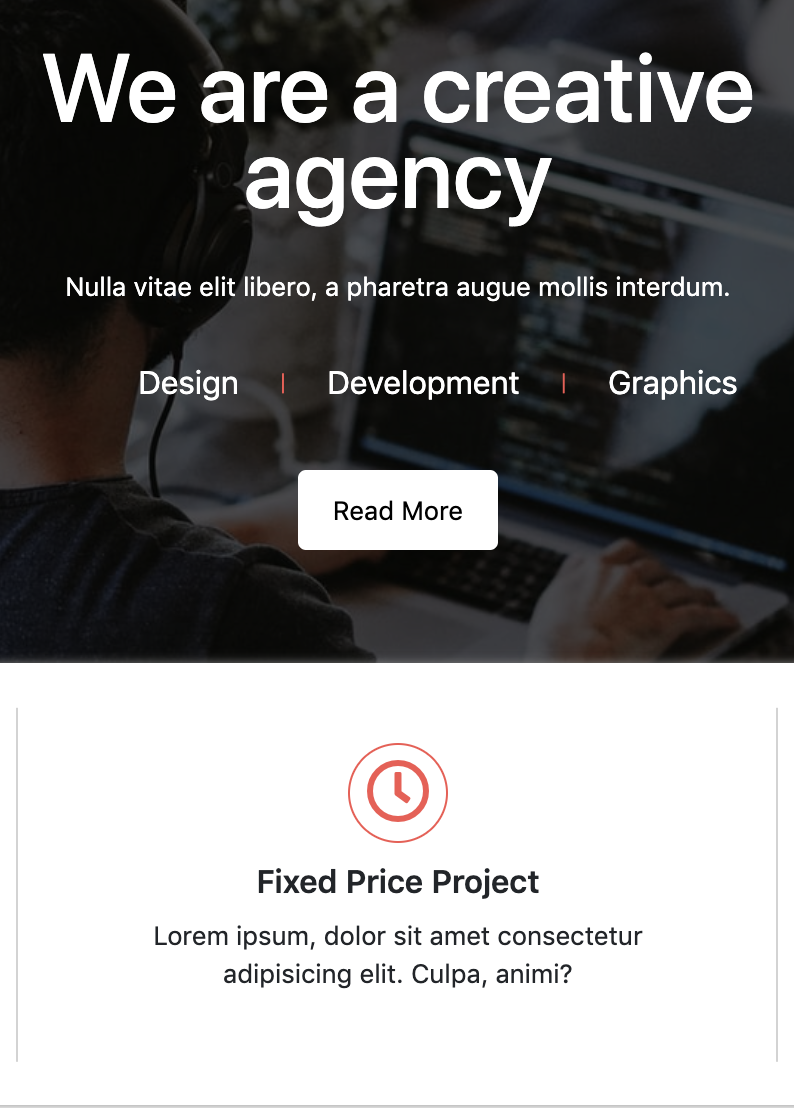 We are a creative
agency
Nulla vitae elit libero, a pharetra augue mollis interdum.
Design | Development | Graphics
Read More
Fixed Price Project
Lorem ipsum, dolor sit amet consectetur
adipisicing elit. Culpa, animi?